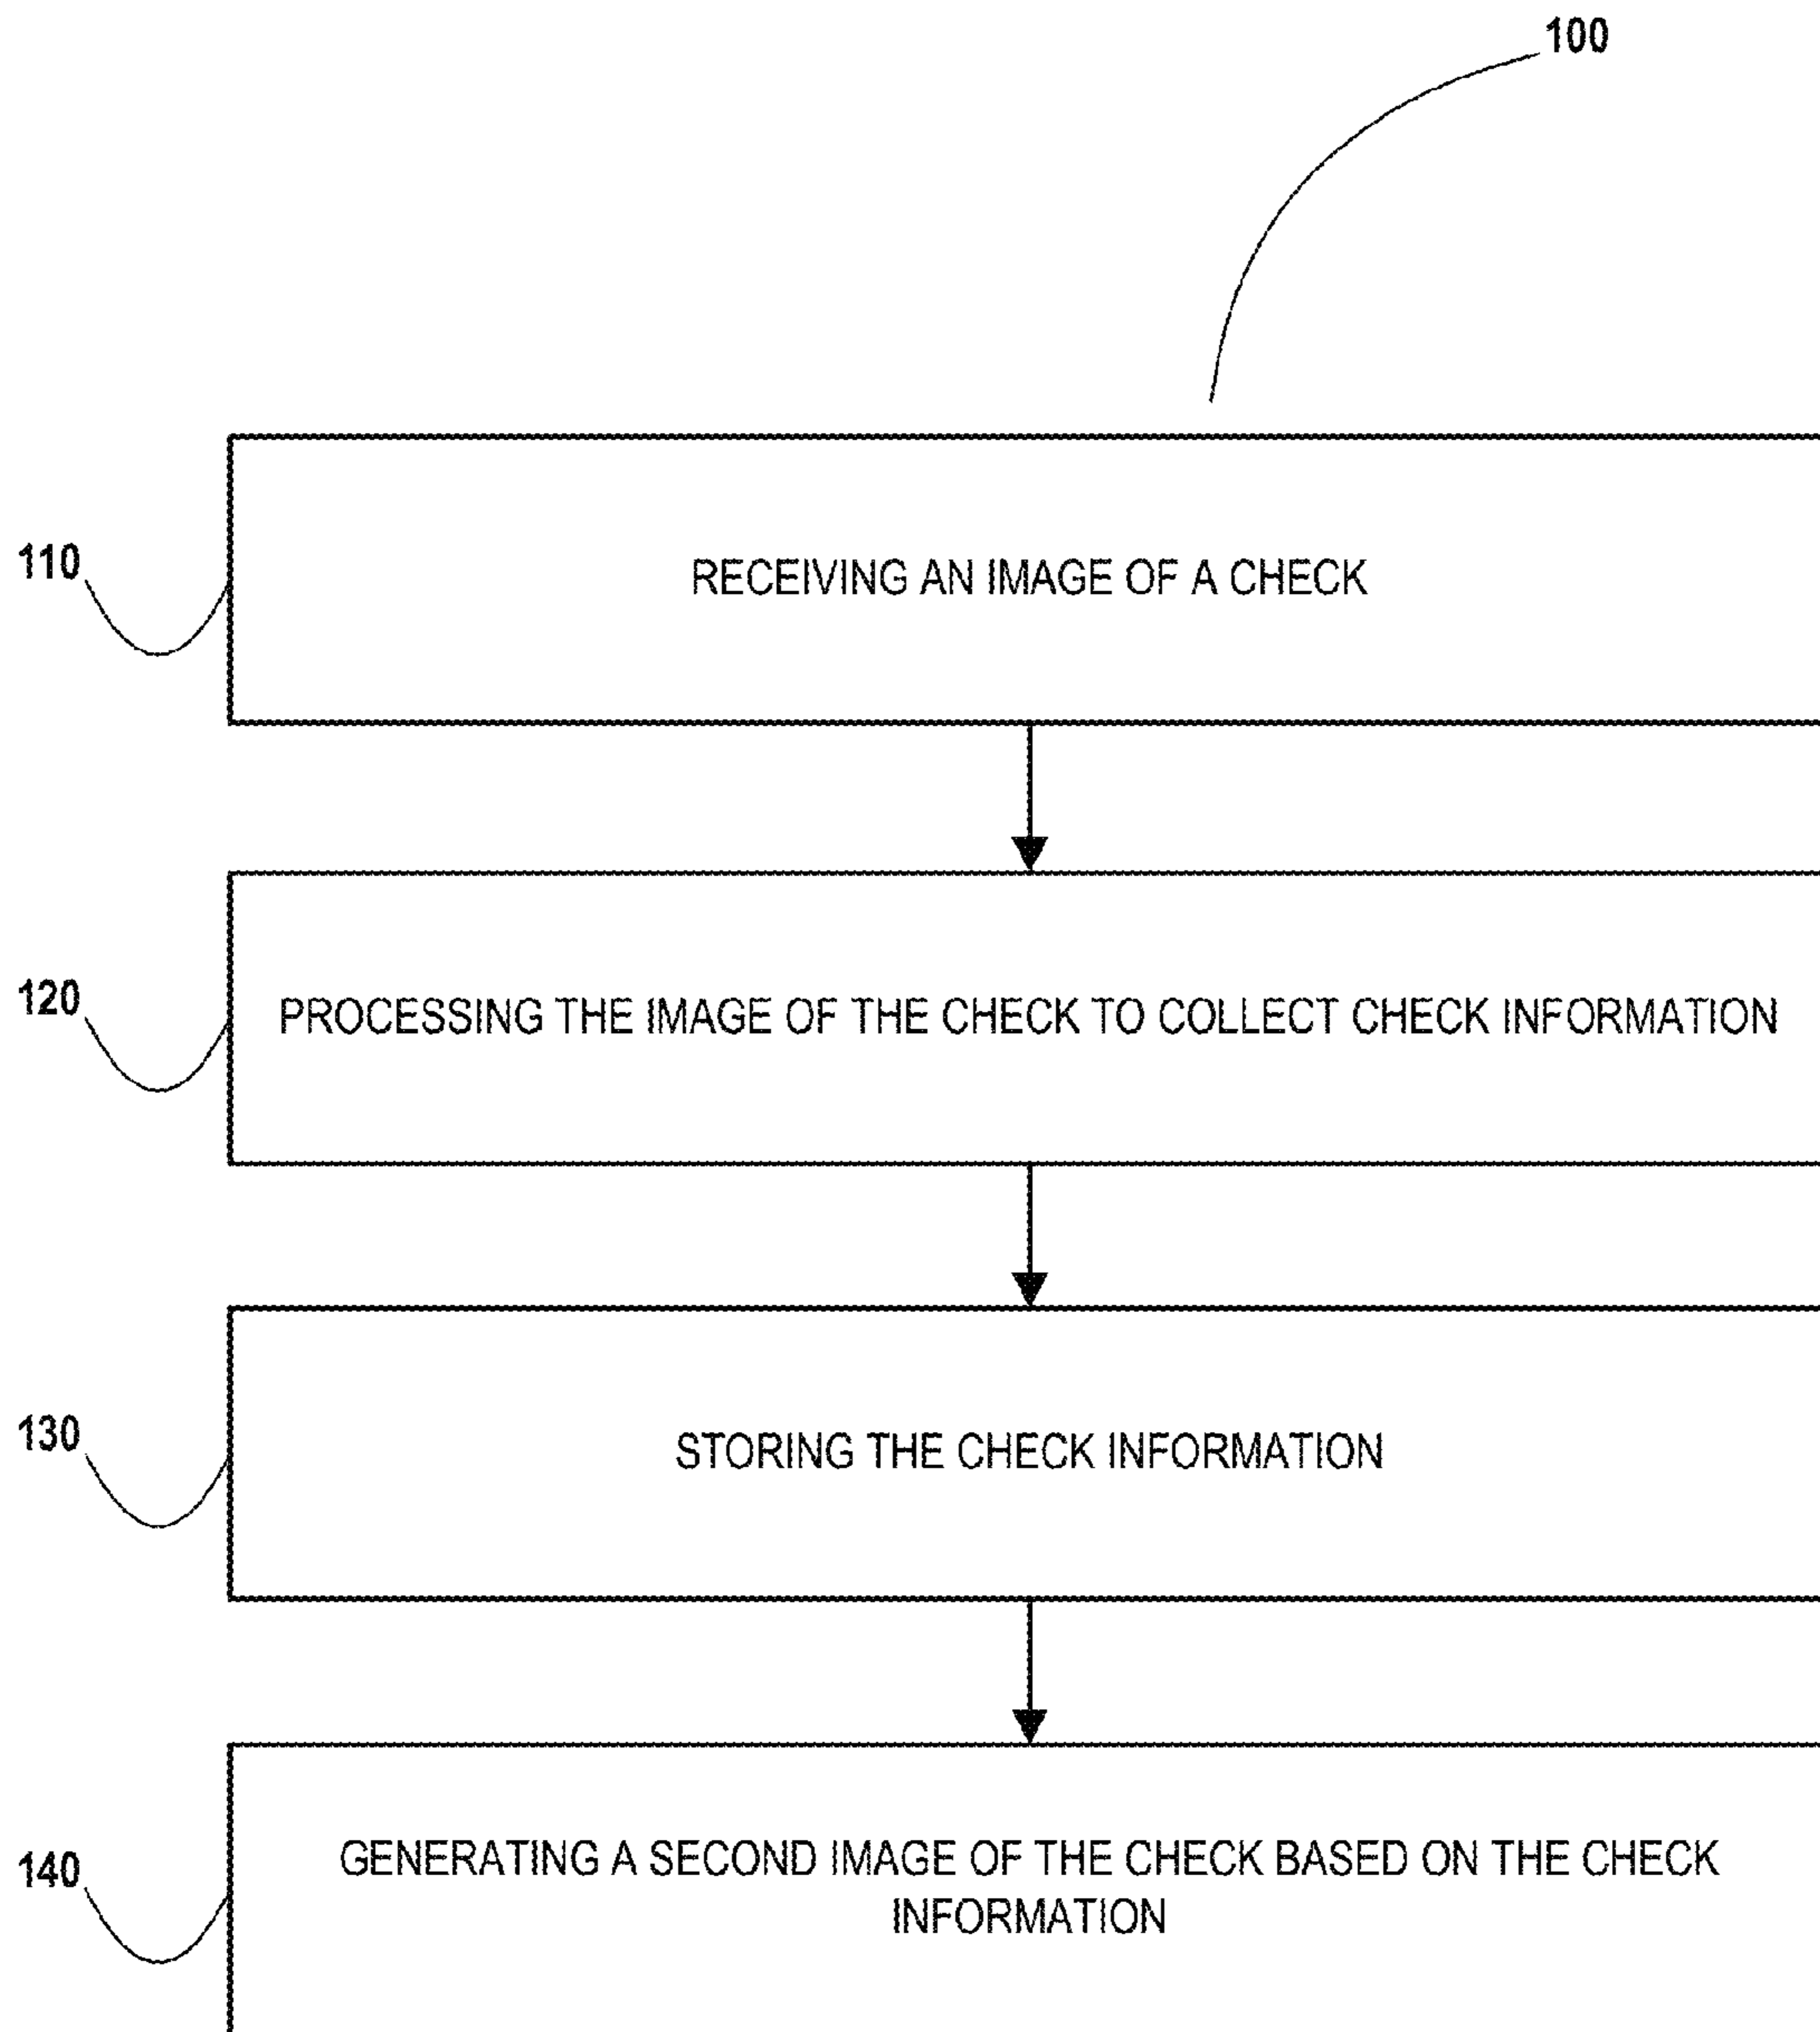 100
110
RECEIVING AN IMAGE OF A CHECK
120
PROCESSING THE IMAGE OF THE CHECK TO COLLECT CHECK INFORMATION
130
STORING THE CHECK INFORMATION
140
GENERATING A SECOND IMAGE OF THE CHECK BASED ON THE CHECK
INFORMATION